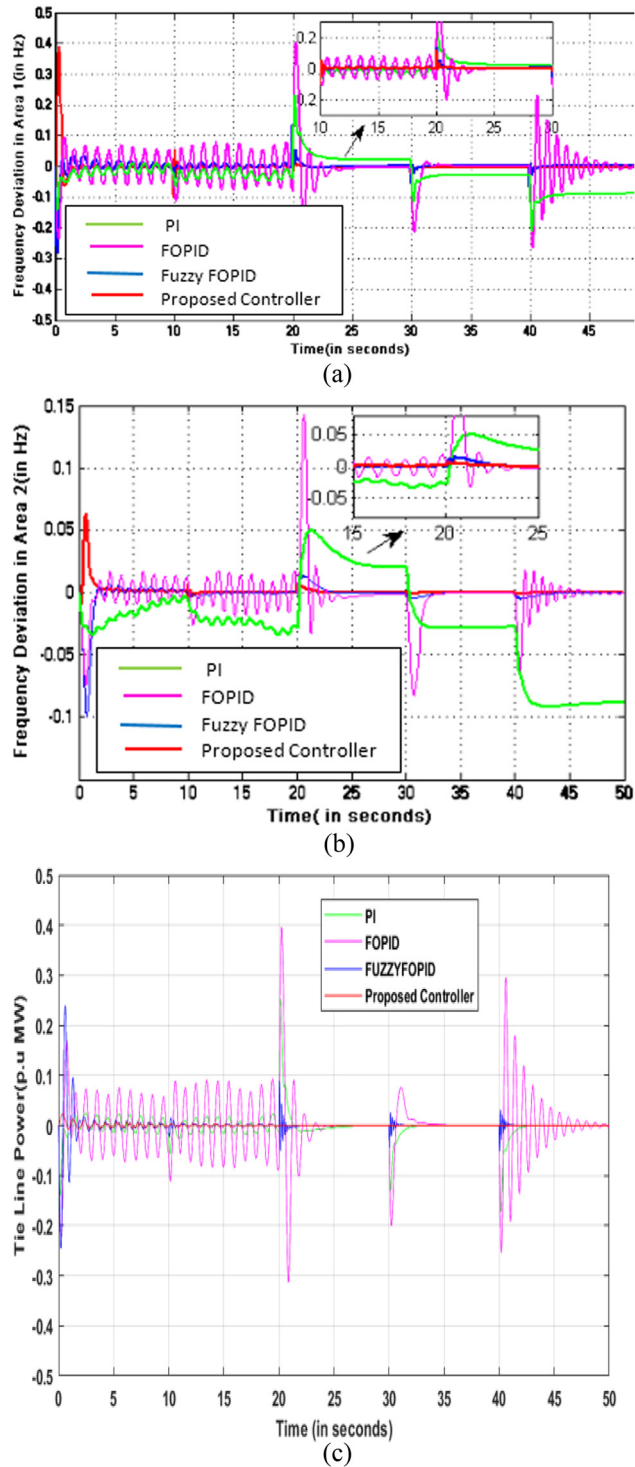 Frequency Deviation in Area 1(in Hz)
0.5
0.4
0.3
0.2
0.1
0
-0.1
-0.2
-0.3
-0.4
0.5
0.2
0
-0.2
10 15 20 25 30
PI
FOPID
Fuzzy FOPID
Proposed Controller
0 5 10 15 20 25 30 35 40 45
Time(in seconds)
(a)
Frequency Deviation in Area 2(in Hz)
0.15
0.1
0.05
0
-0.05
-0.1
0.05
0
-0.05
15 20 25
PI
FOPID
Fuzzy FOPID
Proposed Controller
0 5 10 15 20 25 30 35 40 45 50
Time( in seconds)
(b)
Tie Line Power(p.u MW)
0.5
0.4
0.3
0.2
0.1
0
-0.1
-0.2
-0.3
-0.4
-0.5
PI
FOPID
FUZZYFOPID
Proposed Controller
0 5 10 15 20 25 30 35 40 45 50
Time (in seconds)
(c)